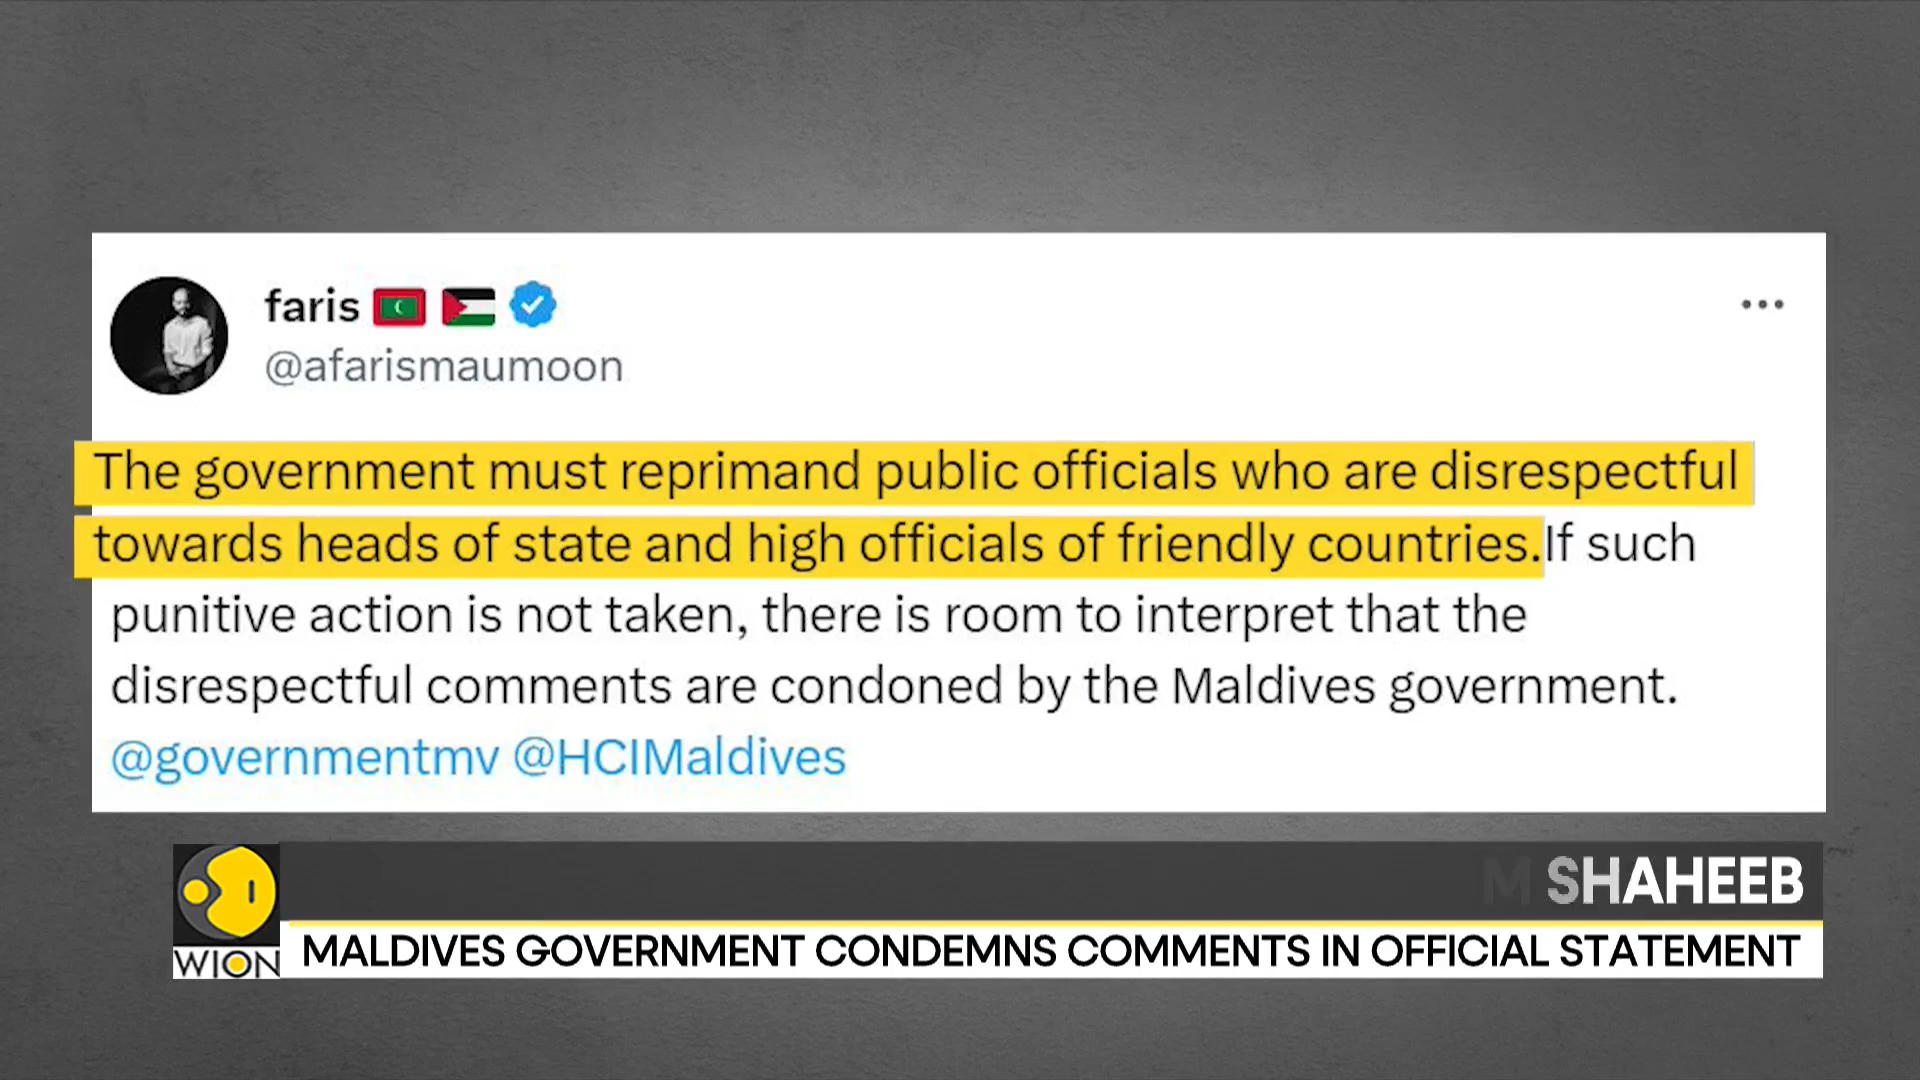 faris
@afarismaumoon
The government must reprimand public officials who are disrespectful
towards heads of state and high officials of friendly countries. If such
punitive action is not taken, there is room to interpret that the
disrespectful comments are condoned by the Maldives government.
@governmentmv @HCIMaldives
M SHAHEEB
WION
MALDIVES GOVERNMENT CONDEMNS COMMENTS IN OFFICIAL STATEMENT